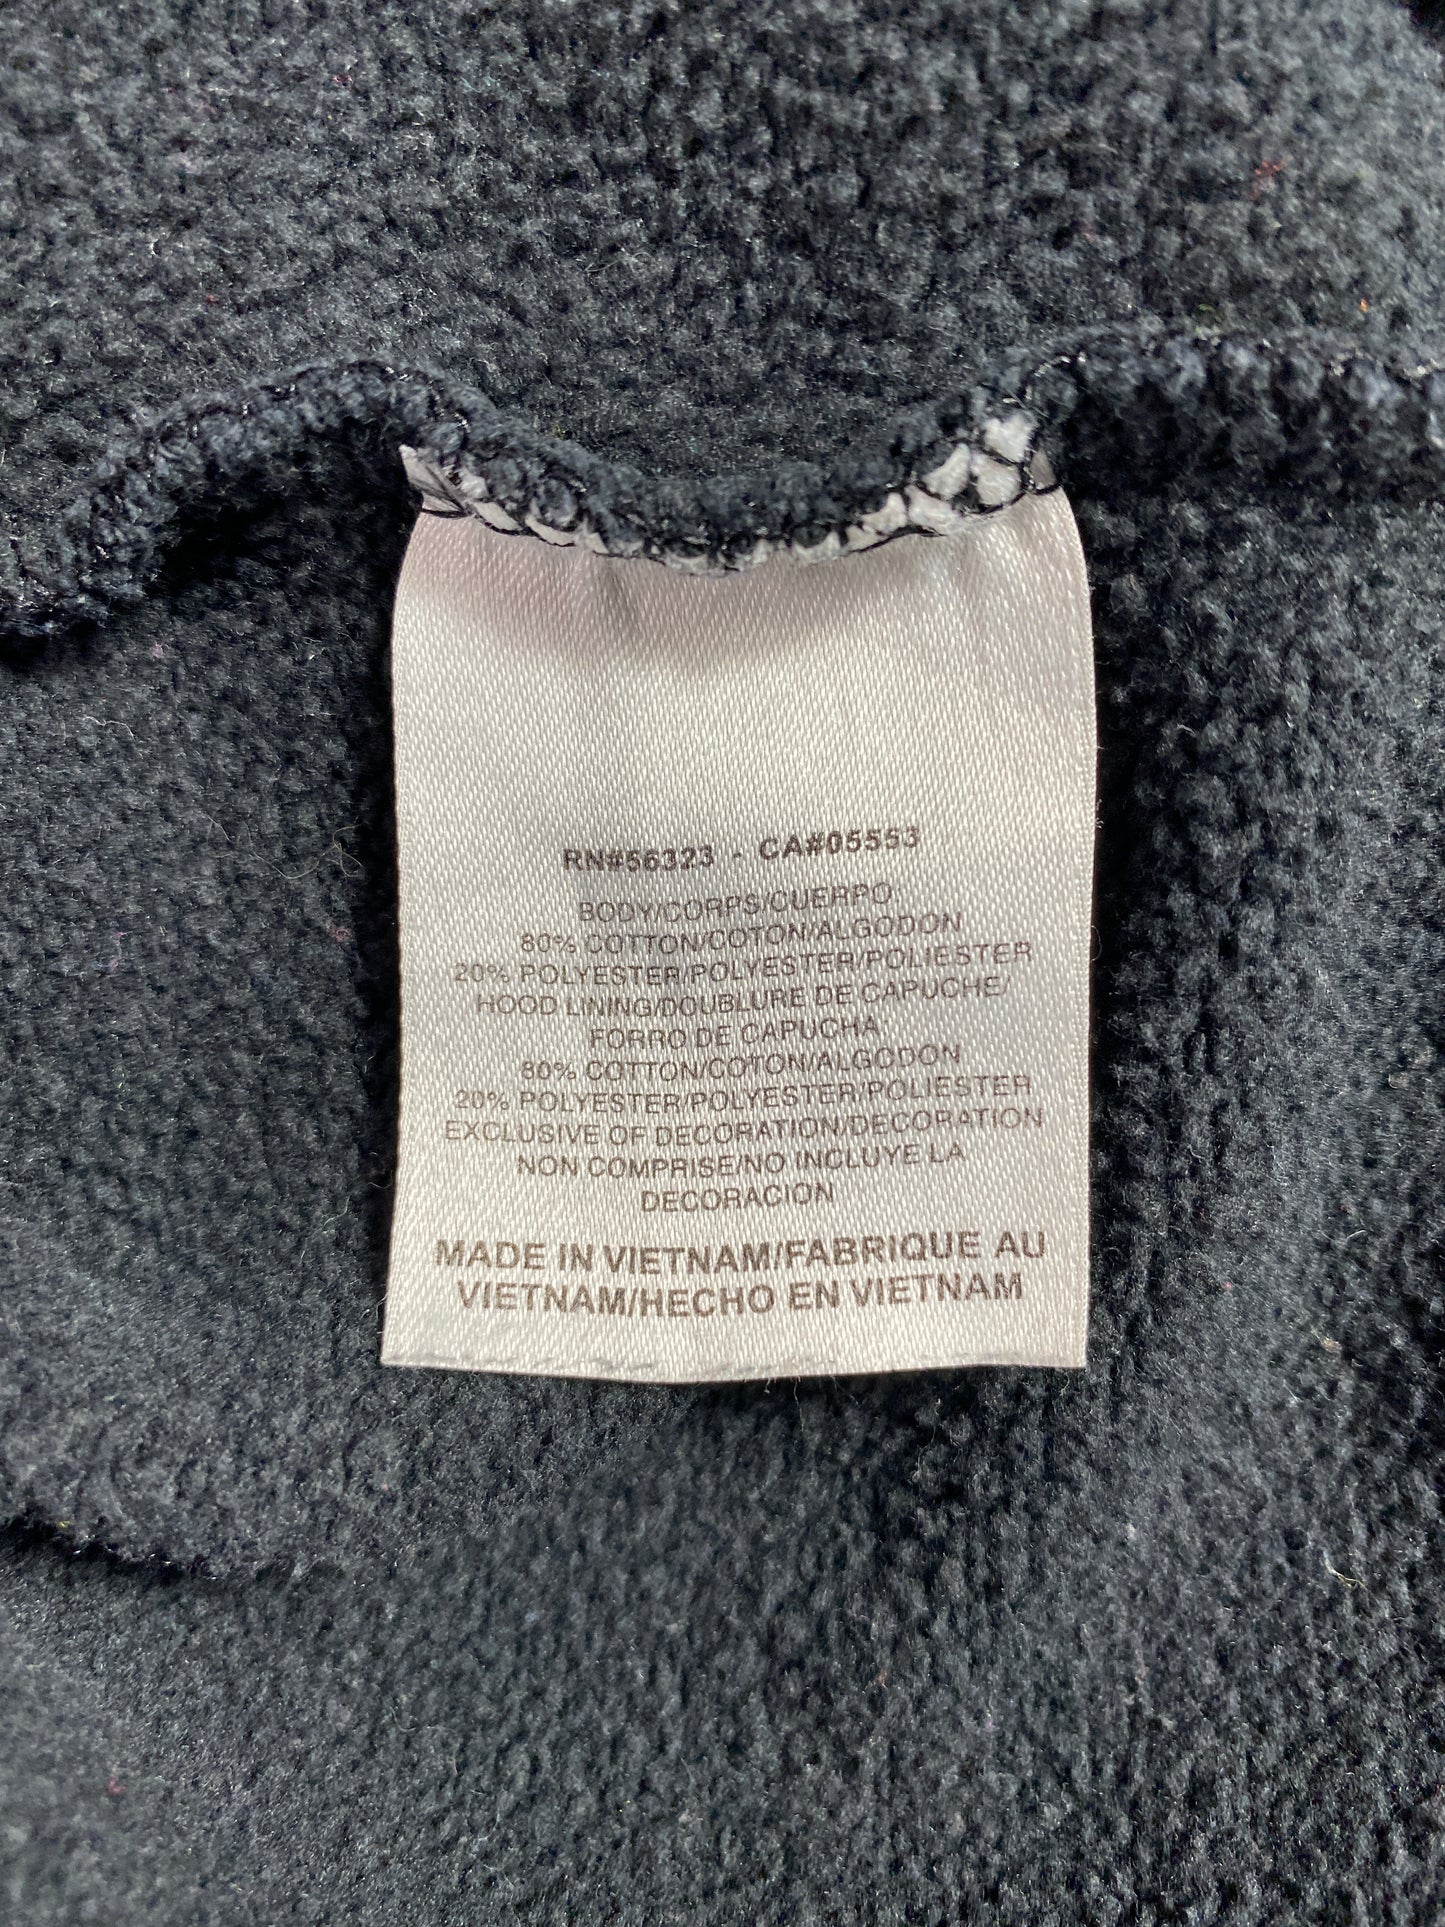 RN#56323 - CA#05553
BODY/CORPS/CUERPO:
80% COTTON/COTON/ALGODON
20% POLYESTER/POLYESTER/POLIESTER
HOOD LINING/DOUBLURE DE CAPUCHE/
FORRO DE CAPUCHA:
80% COTTON/COTON/ALGODON
20% POLYESTER/POLYESTER/POLIESTER
EXCLUSIVE OF DECORATION/DECORATION
NON COMPRISE/NO INCLUYE LA
DECORACION
MADE IN VIETNAM/FABRIQUE AU
VIETNAM/HECHO EN VIETNAM